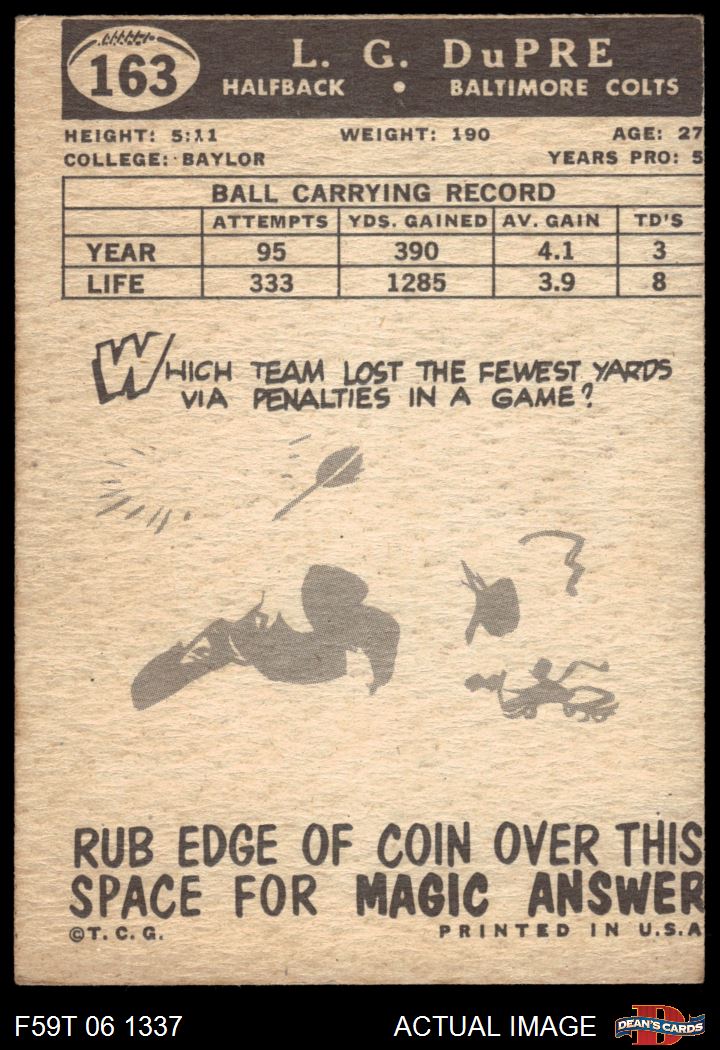 163
L. G. DuPRE
HALFBACK • BALTIMORE COLTS
HEIGHT: 5:11 WEIGHT: 190 AGE: 27
COLLEGE: BAYLOR YEARS PRO: 5
BALL CARRYING RECORD
ATTEMPTS YDS. GAINED AV. GAIN TD'S
YEAR 95 390 4.1 3
LIFE 333 1285 3.9 8
WHICH TEAM LOST THE FEWEST YARDS
VIA PENALTIES IN A GAME?
RUB EDGE OF COIN OVER THIS
SPACE FOR MAGIC ANSWER
©T. C. G. PRINTED IN U.S.A
F59T 06 1337 ACTUAL IMAGE D DEAN'S CARDS